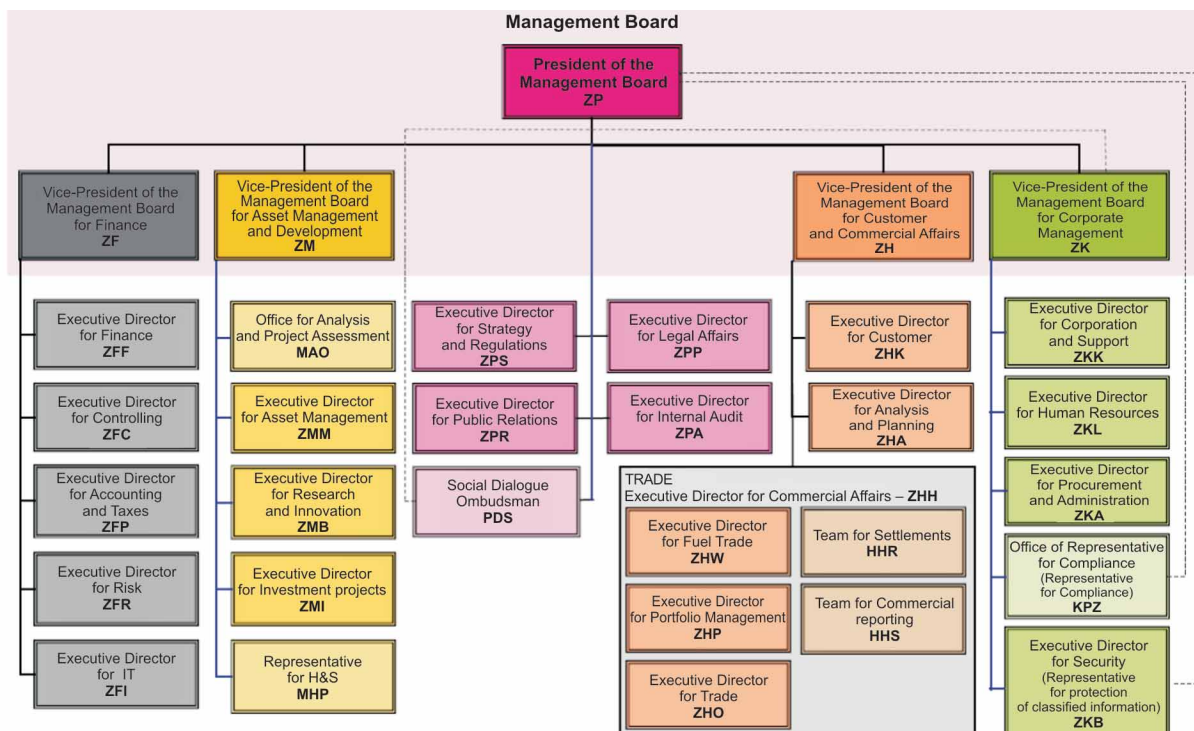 Management Board
President of the
Management Board
ZP
Vice-President of the
Management Board
for Finance
ZF
Vice-President of the
Management Board
for Asset Management
and Development
ZM
Vice-President of the
Management Board
for Customer
and Commercial Affairs
ZH
Vice-President of the
Management Board
for Corporate
Management
ZK
Executive Director
for Finance
ZFF
Executive Director
for Controlling
ZFC
Executive Director
for Accounting
and Taxes
ZFP
Executive Director
for Risk
ZFR
Executive Director
for IT
ZFI
Office for Analysis
and Project Assessment
MAO
Executive Director
for Asset Management
ZMM
Executive Director
for Research
and Innovation
ZMB
Executive Director
for Investment projects
ZMI
Representative
for H&S
MHP
Executive Director
for Strategy
and Regulations
ZPS
Executive Director
for Legal Affairs
ZPP
Executive Director
for Public Relations
ZPR
Executive Director
for Internal Audit
ZPA
Social Dialogue
Ombudsman
PDS
Executive Director
for Customer
ZHK
Executive Director
for Analysis
and Planning
ZHA
TRADE
Executive Director for Commercial Affairs – ZHH
Executive Director
for Fuel Trade
ZHW
Executive Director
for Portfolio Management
ZHP
Executive Director
for Trade
ZHO
Team for Settlements
HHR
Team for Commercial
reporting
HHS
Executive Director
for Corporation
and Support
ZKK
Executive Director
for Human Resources
ZKL
Executive Director
for Procurement
and Administration
ZKA
Office of Representative
for Compliance
(Representative
for Compliance)
KPZ
Executive Director
for Security
(Representative
for protection
of classified information)
ZKB